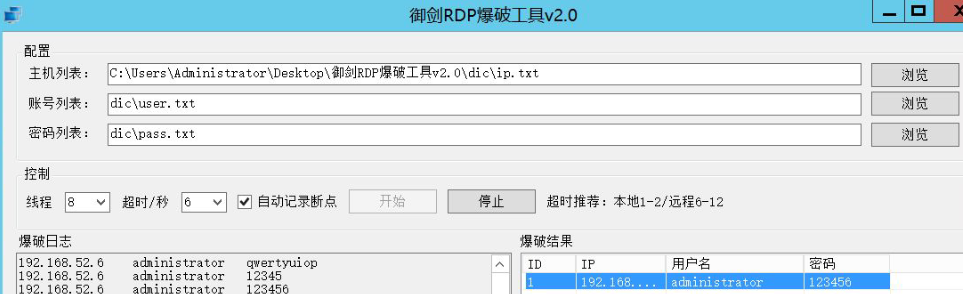 御剑RDP爆破工具v2.0
配置
主机列表： C:\Users\Administrator\Desktop\御剑RDP爆破工具v2.0\dic\ip.txt 浏览
账号列表： dic\user.txt 浏览
密码列表： dic\pass.txt 浏览
控制
线程 8 超时/秒 6 自动记录断点 开始 停止 超时推荐：本地1-2/远程6-12
爆破日志 爆破结果
192.168.52.6 administrator qwertyuiop
192.168.52.6 administrator 12345
192.168.52.6 administrator 123456
ID IP 用户名 密码
1 192.168.... administrator 123456